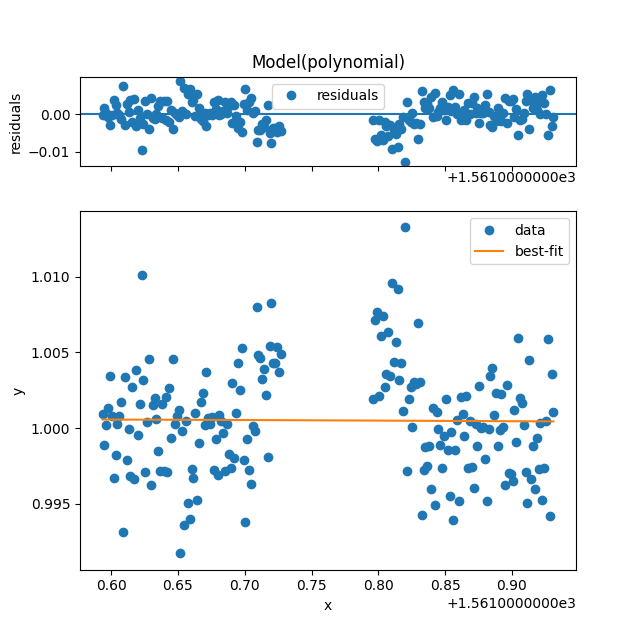 Model(polynomial)
residuals
0.00
−0.01
residuals
+1.5610000000e3
1.010
1.005
1.000
0.995
y
data
best-fit
0.60 0.65 0.70 0.75 0.80 0.85 0.90
x
+1.5610000000e3